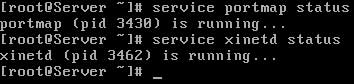 [root@Server ~]# service portmap status
portmap (pid 3430) is running...
[root@Server ~]# service xinetd status
xinetd (pid 3462) is running...
[root@Server ~]# _